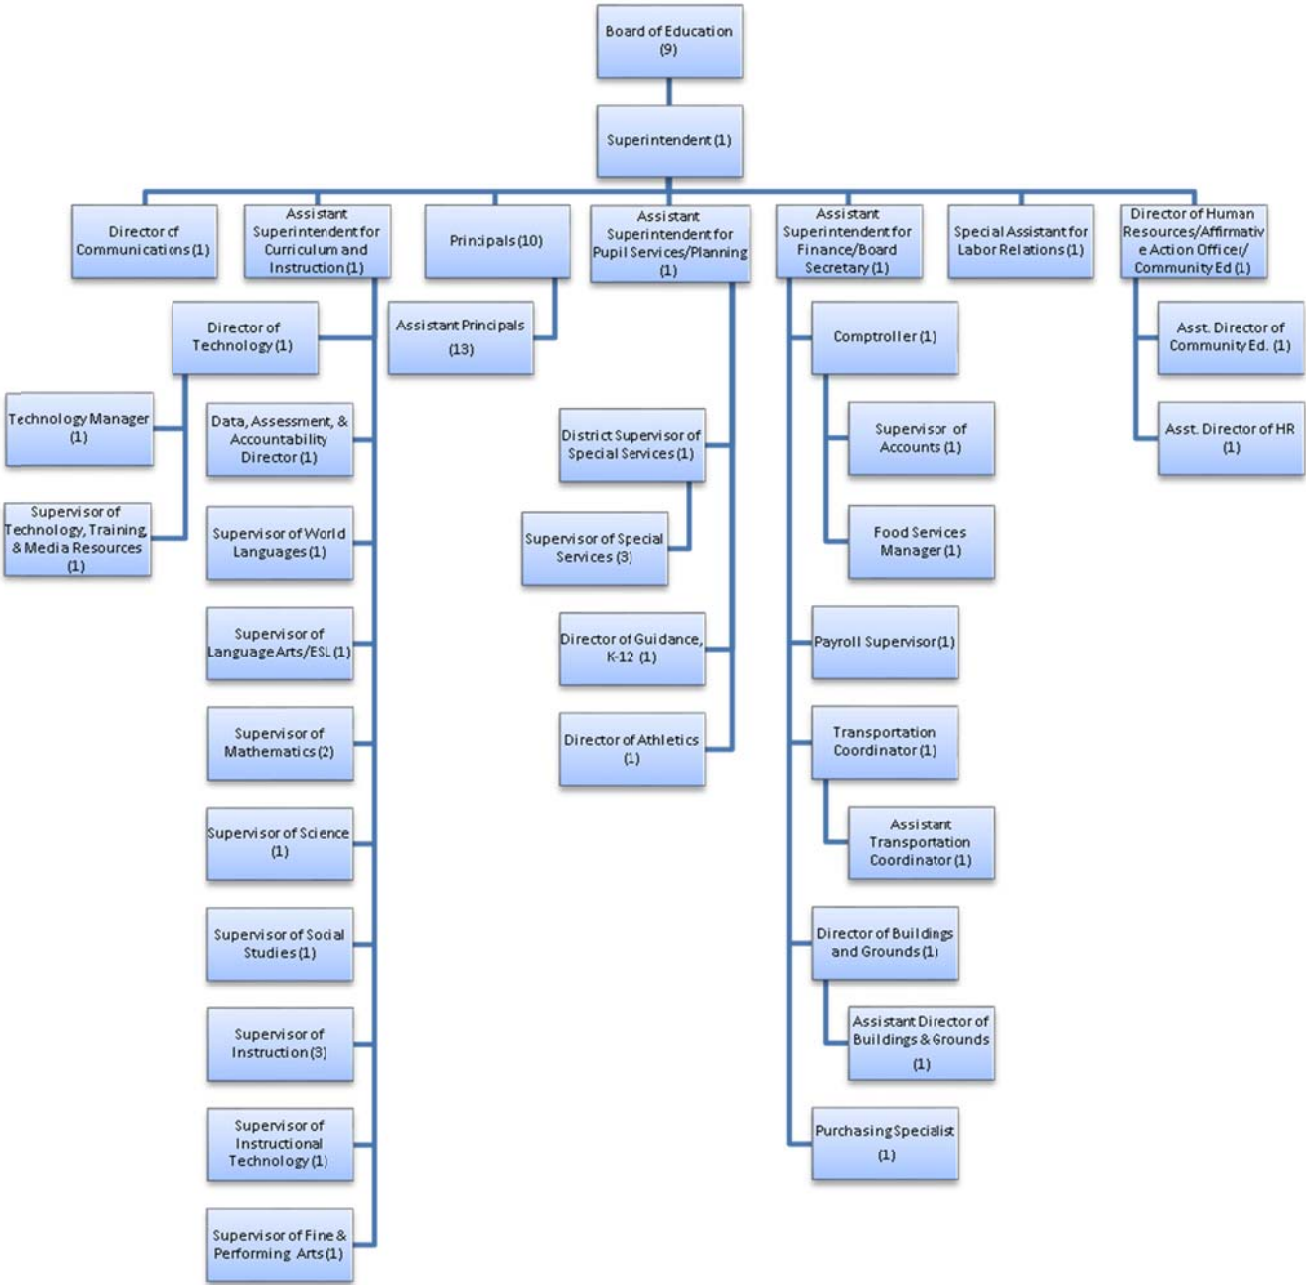 Board of Education
(9)
Superintendent (1)
Director of
Communications (1)
Assistant
Superintendent for
Curriculum and
Instruction (1)
Principals (10)
Assistant
Superintendent for
Pupil Services/Planning
(1)
Assistant
Superintendent for
Finance/Board
Secretary (1)
Special Assistant for
Labor Relations (1)
Director of Human
Resources/Affirmativ
e Action Officer/
Community Ed (1)
Director of
Technology (1)
Assistant Principals
(13)
Comptroller (1)
Asst. Director of
Community Ed. (1)
Technology Manager
(1)
Data, Assessment, &
Accountability
Director (1)
District Supervisor of
Special Services (1)
Supervisor of
Accounts (1)
Asst. Director of HR
(1)
Supervisor of
Technology, Training,
& Media Resources
(1)
Supervisor of World
Languages (1)
Supervisor of Special
Services (3)
Food Services
Manager (1)
Supervisor of
Language Arts/ESL (1)
Director of Guidance,
K-12 (1)
Payroll Supervisor (1)
Supervisor of
Mathematics (2)
Director of Athletics
(1)
Transportation
Coordinator (1)
Supervisor of Science
(1)
Assistant
Transportation
Coordinator (1)
Supervisor of Social
Studies (1)
Director of Buildings
and Grounds (1)
Supervisor of
Instruction (3)
Assistant Director of
Buildings & Grounds
(1)
Supervisor of
Instructional
Technology (1)
Purchasing Specialist
(1)
Supervisor of Fine &
Performing Arts (1)